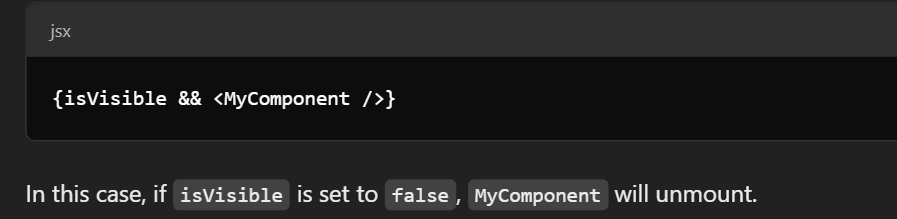 jsx
{isVisible && <MyComponent />}
In this case, if isVisible is set to false, MyComponent will unmount.